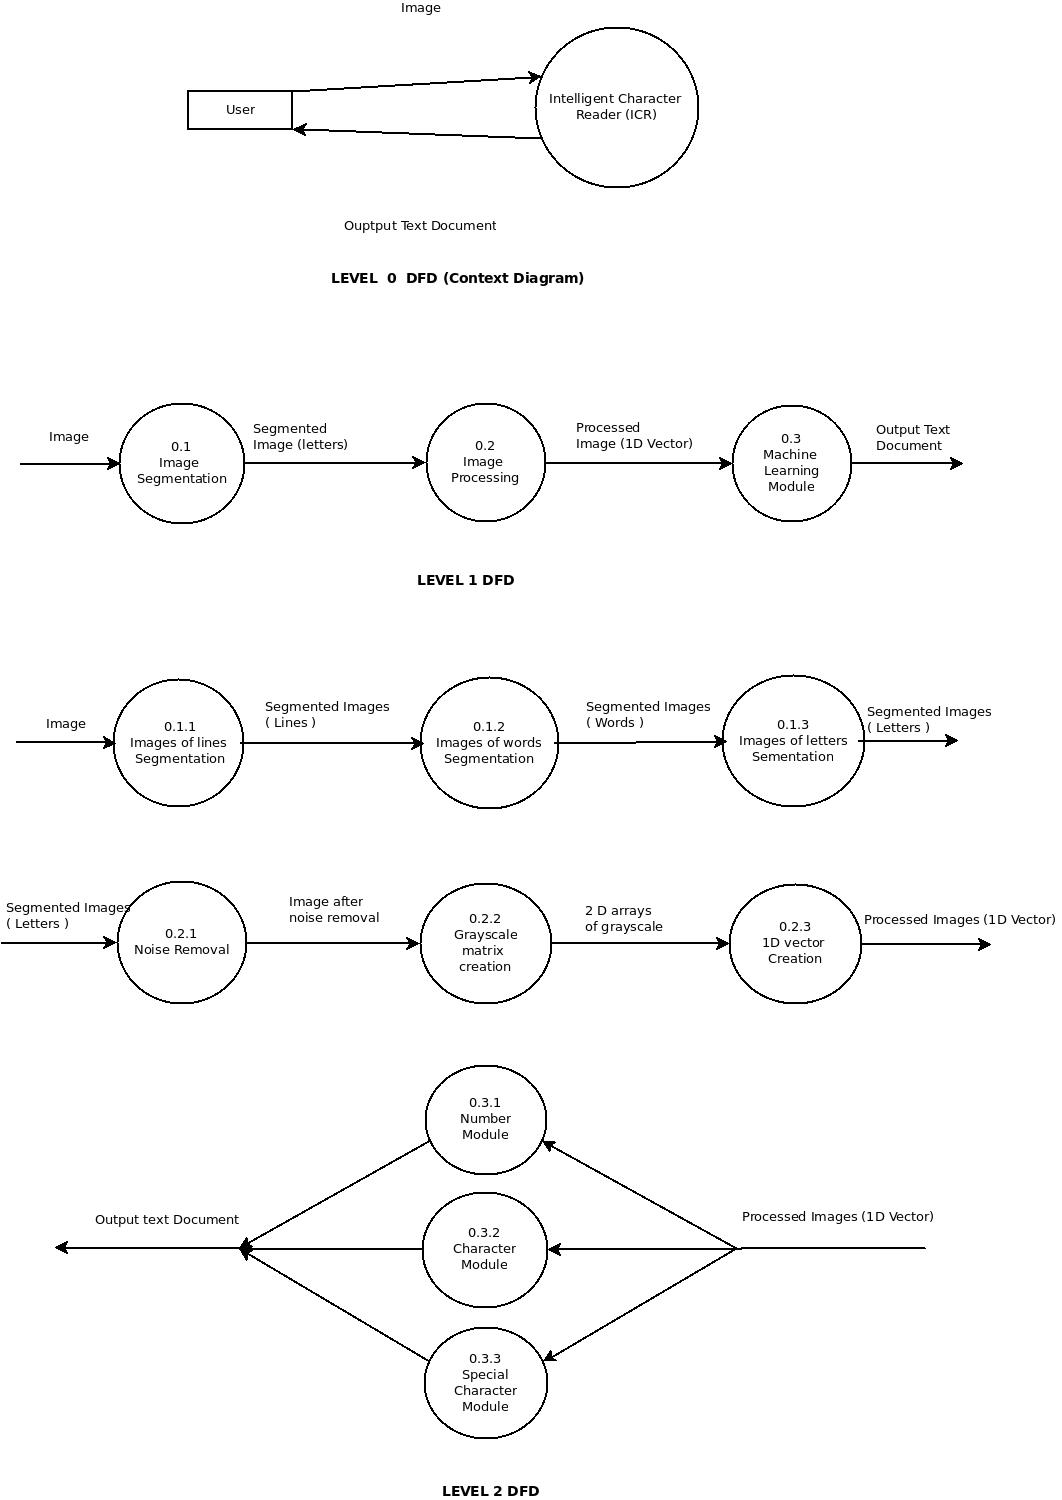 Image
User
Intelligent Character
Reader (ICR)
Ouptput Text Document
LEVEL 0 DFD (Context Diagram)
Image
0.1
Image
Segmentation
Segmented
Image (letters)
0.2
Image
Processing
Processed
Image (1D Vector)
0.3
Machine
Learning
Module
Output Text
Document
LEVEL 1 DFD
Image
0.1.1
Images of lines
Segmentation
Segmented Images
( Lines )
0.1.2
Images of words
Segmentation
Segmented Images
( Words )
0.1.3
Images of letters
Sementation
Segmented Images
( Letters )
Segmented Images
( Letters )
0.2.1
Noise Removal
Image after
noise removal
0.2.2
Grayscale
matrix
creation
2 D arrays
of grayscale
0.2.3
1D vector
Creation
Processed Images (1D Vector)
0.3.1
Number
Module
Output text Document
0.3.2
Character
Module
Processed Images (1D Vector)
0.3.3
Special
Character
Module
LEVEL 2 DFD